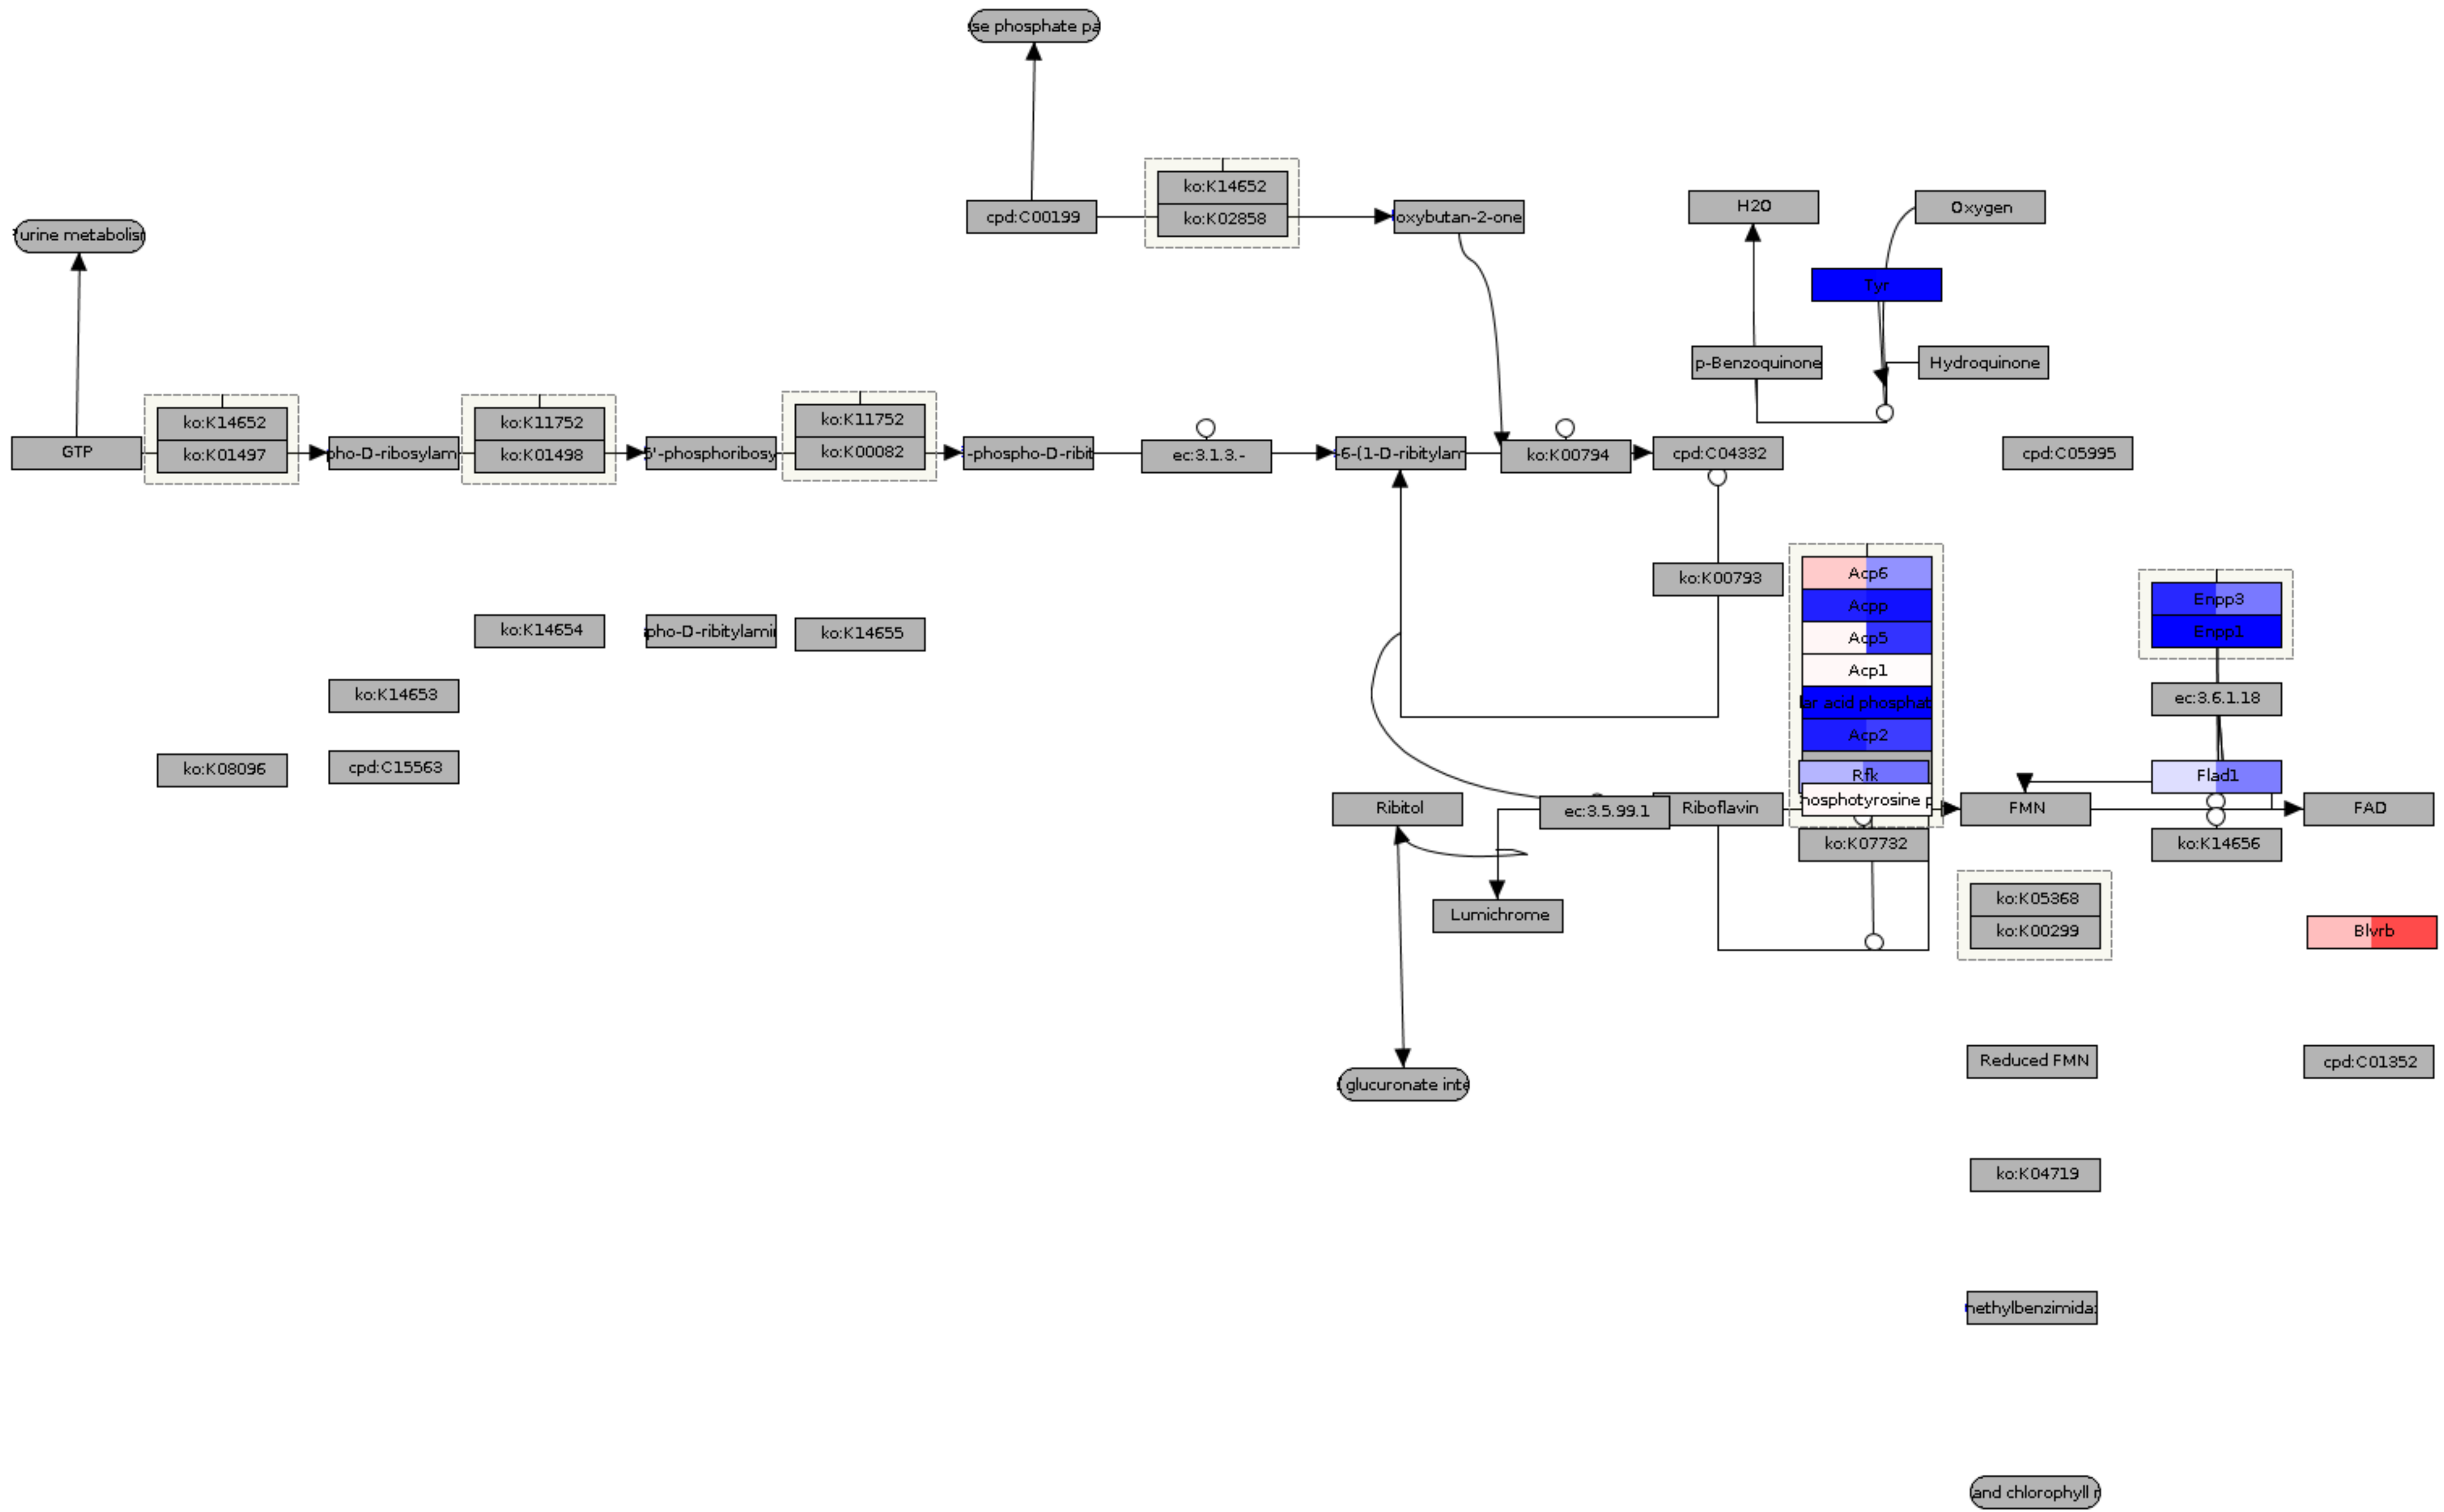 se phosphate pa
ko:K14652
cpd:C00199
ko:K02858
oxybutan-2-one
H2O
Oxygen
urine metabolis
Tyr
p-Benzoquinone
Hydroquinone
ko:K14652
ko:K11752
ko:K11752
GTP
ko:K01497
pho-D-ribosylam
ko:K01498
5'-phosphoribosy
ko:K00082
-phospho-D-ribit
ec:3.1.3.-
-6-(1-D-ribitylam
ko:K00794
cpd:C04332
cpd:C05995
Acp6
ko:K00793
Acpp
Enpp3
ko:K14654
pho-D-ribitylami
ko:K14655
Acp5
Enpp1
Acp1
ko:K14653
lar acid phosphat
ec:3.6.1.18
Acp2
ko:K08096
cpd:C15563
Rfk
Flad1
Ribitol
ec:3.5.99.1
Riboflavin
hosphotyrosine p
FMN
FAD
ko:K07732
ko:K14656
Lumichrome
ko:K05368
ko:K00299
Blvrb
Reduced FMN
cpd:C01352
glucuronate inte
ko:K04719
nethylbenzimida
and chlorophyll